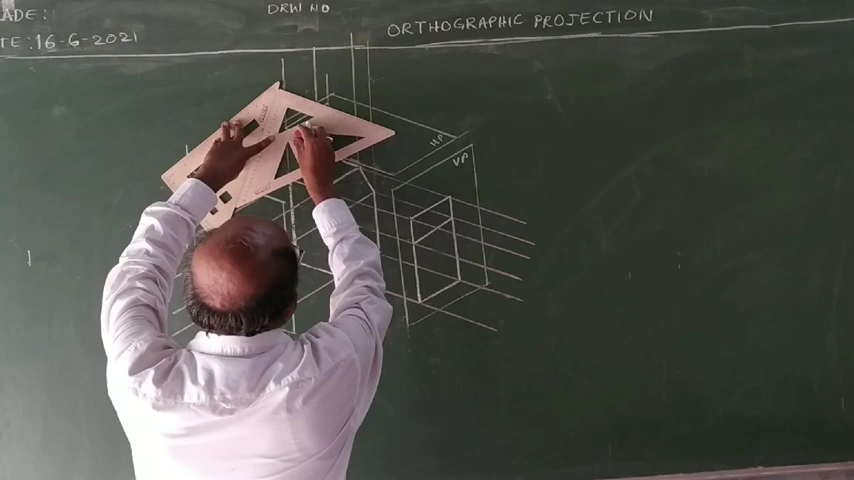 ADE:
DRW NO
ORTHOGRAPHIC PROJECTION
TE:16-6-2021
HP
VP